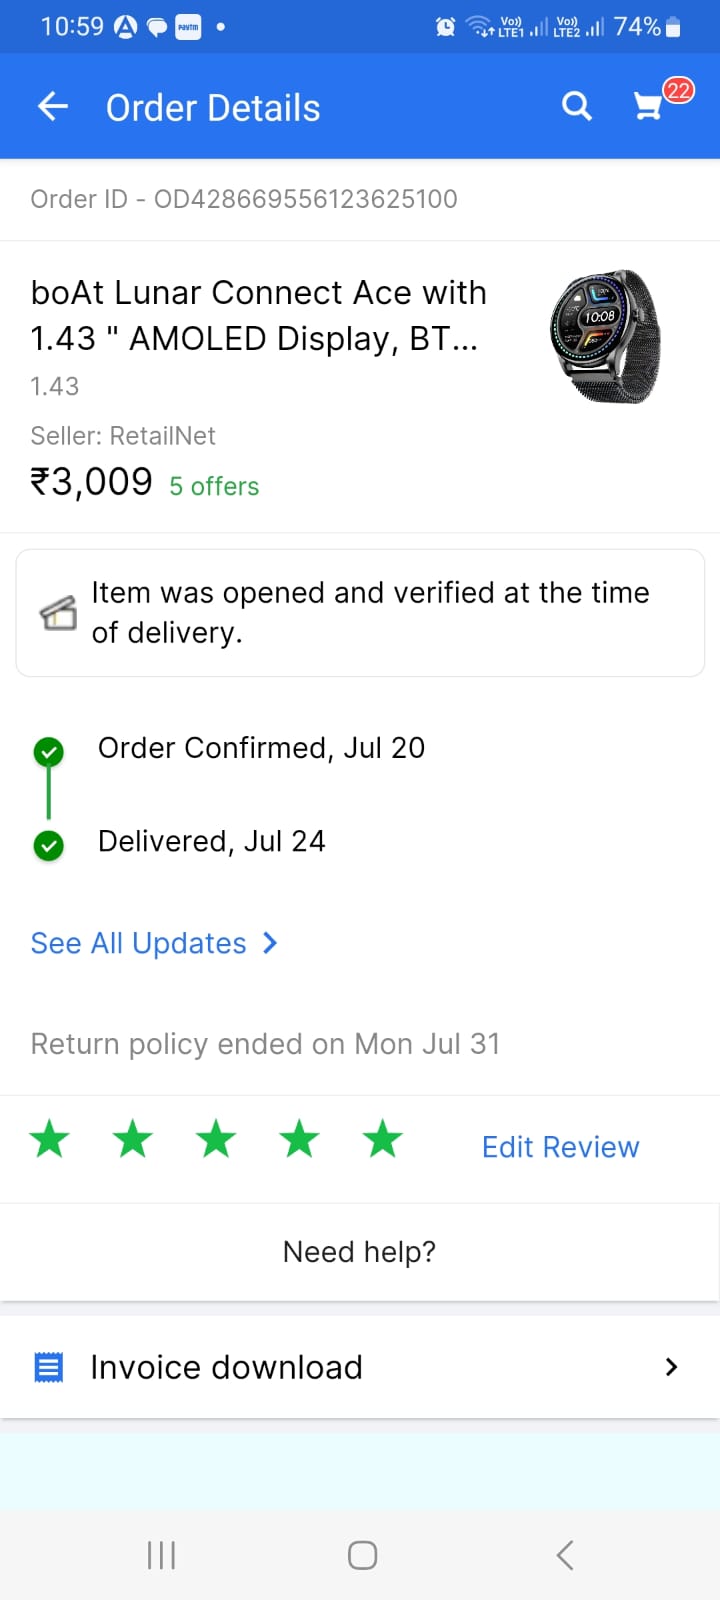 10:59
paytm
Vo))
LTE1
Vo))
LTE2
74%
Order Details
22
Order ID - OD428669556123625100
boAt Lunar Connect Ace with
1.43 " AMOLED Display, BT...
10:08
1.43
Seller: RetailNet
₹3,009 5 offers
Item was opened and verified at the time
of delivery.
Order Confirmed, Jul 20
Delivered, Jul 24
See All Updates
Return policy ended on Mon Jul 31
Edit Review
Need help?
Invoice download